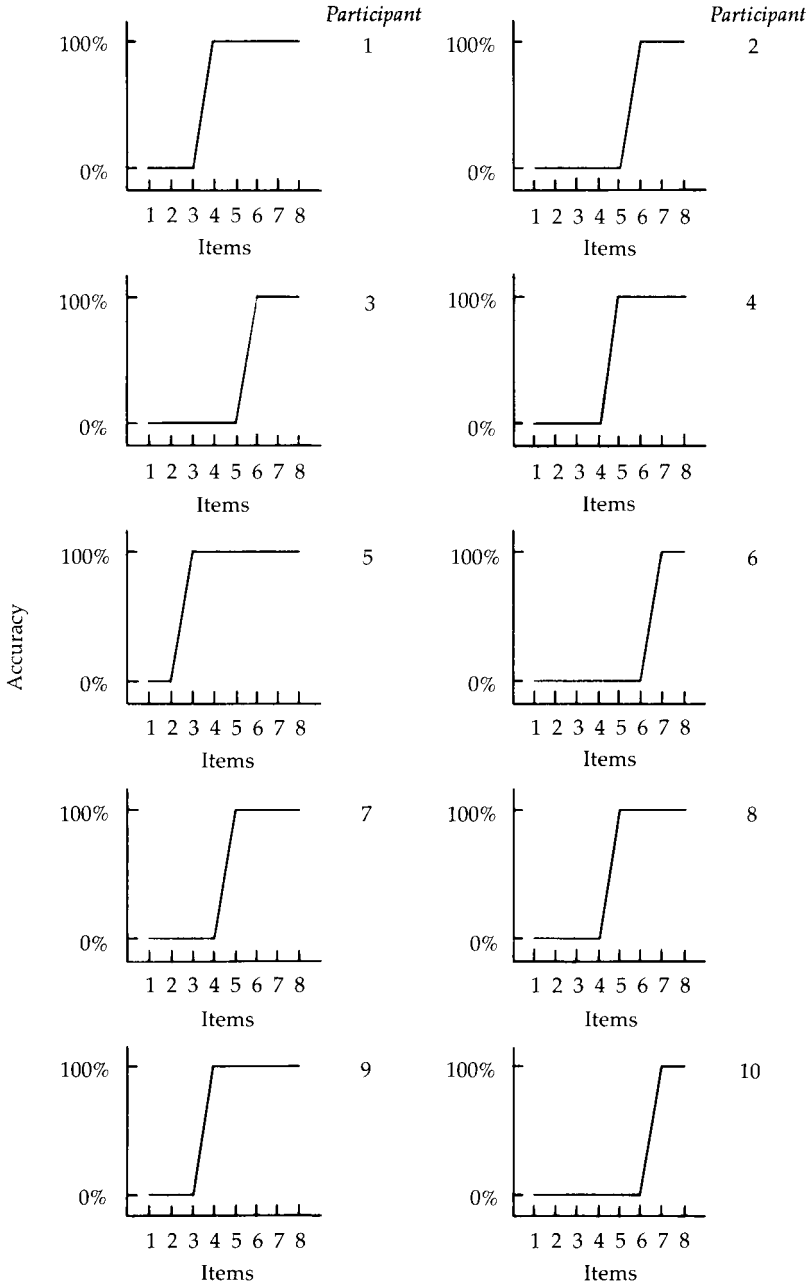 Participant Participant
100% 1 100% 2
0% 0%
1 2 3 4 5 6 7 8 1 2 3 4 5 6 7 8
Items Items
100% 3 100% 4
0% 0%
1 2 3 4 5 6 7 8 1 2 3 4 5 6 7 8
Items Items
100% 5 100% 6
Accuracy
0% 0%
1 2 3 4 5 6 7 8 1 2 3 4 5 6 7 8
Items Items
100% 7 100% 8
0% 0%
1 2 3 4 5 6 7 8 1 2 3 4 5 6 7 8
Items Items
100% 9 100% 10
0% 0%
1 2 3 4 5 6 7 8 1 2 3 4 5 6 7 8
Items Items